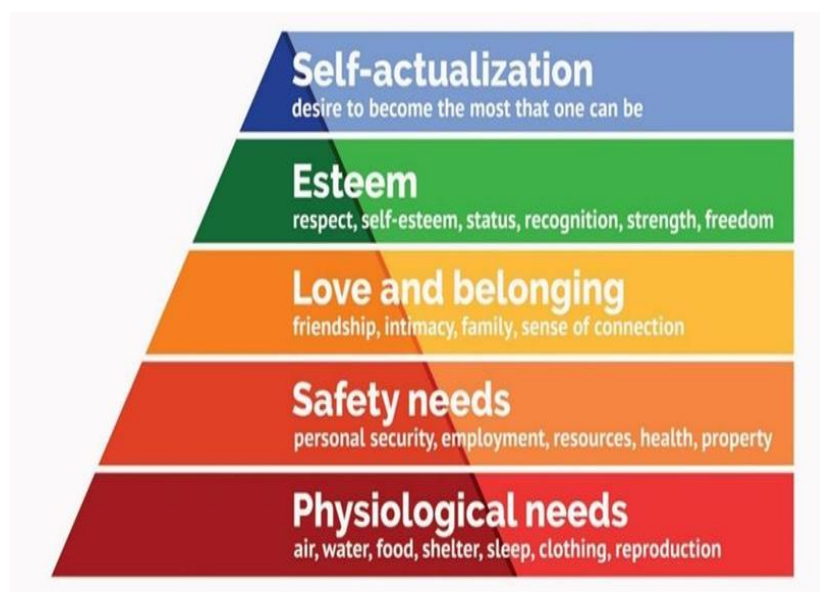 Self-actualization
desire to become the most that one can be
Esteem
respect, self-esteem, status, recognition, strength, freedom
Love and belonging
friendship, intimacy, family, sense of connection
Safety needs
personal security, employment, resources, health, property
Physiological needs
air, water, food, shelter, sleep, clothing, reproduction